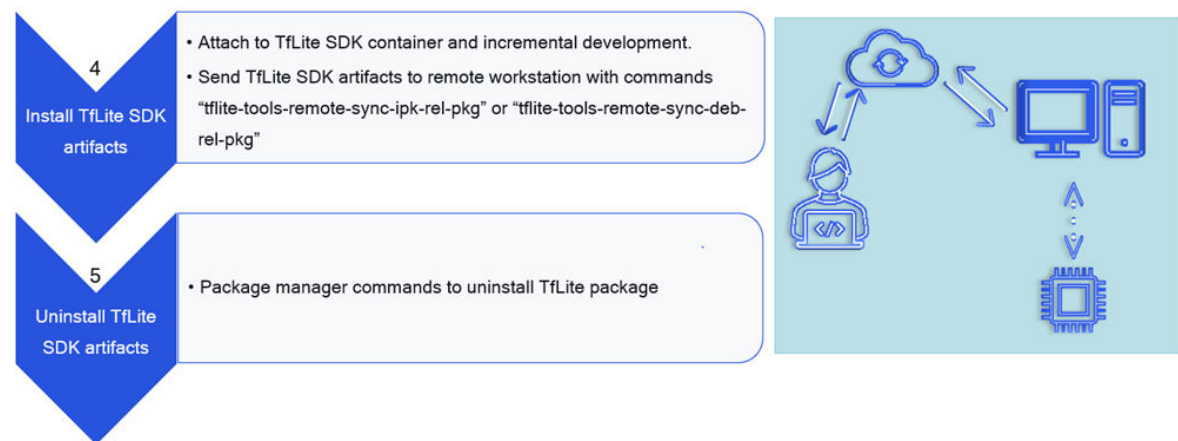 4
Install TfLite SDK
artifacts
• Attach to TfLite SDK container and incremental development.
• Send TfLite SDK artifacts to remote workstation with commands
“tflite-tools-remote-sync-ipk-rel-pkg” or “tflite-tools-remote-sync-deb-
rel-pkg”
5
Uninstall TfLite
SDK artifacts
• Package manager commands to uninstall TfLite package
</>